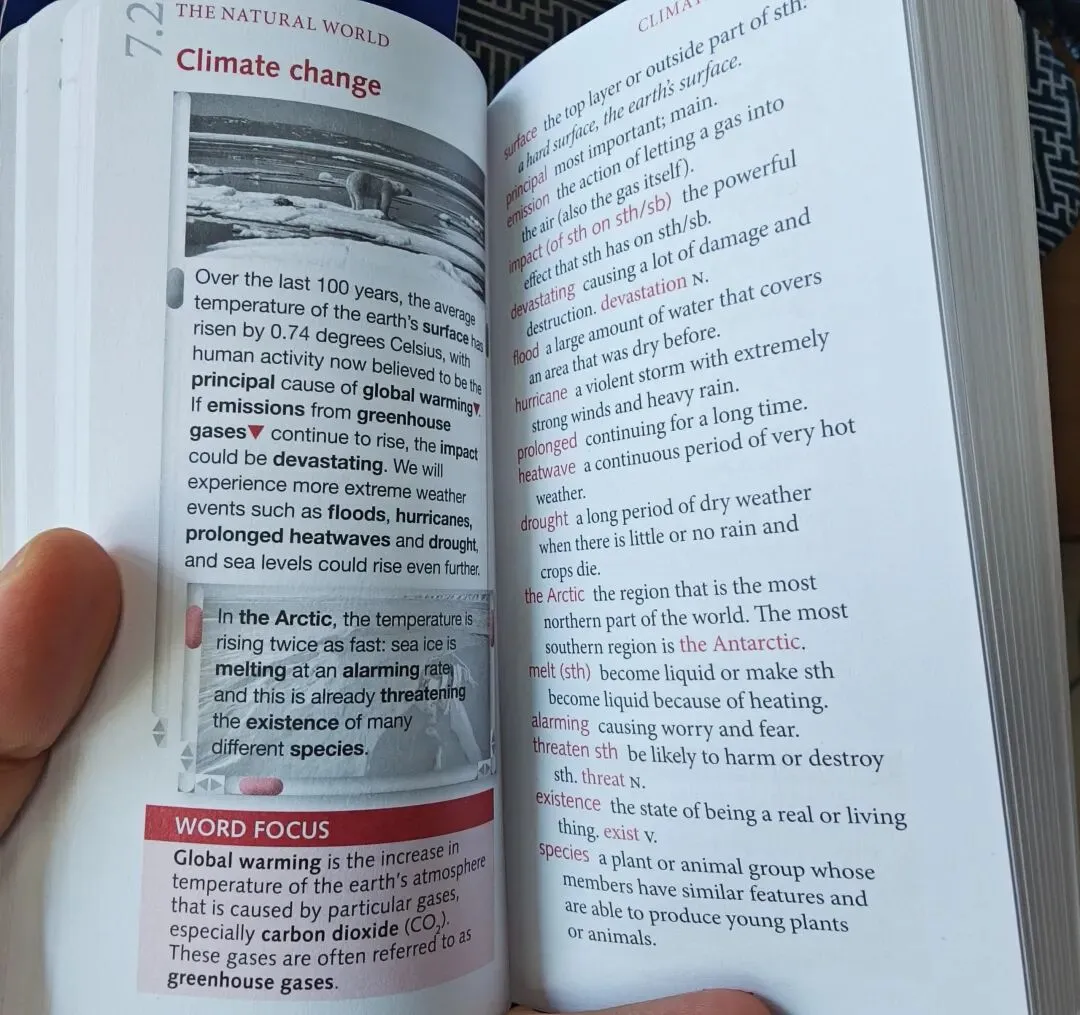 7.2
THE NATURAL WORLD
Climate change
Over the last 100 years, the average
temperature of the earth's surface has
risen by 0.74 degrees Celsius, with
human activity now believed to be the
principal cause of global warming▼.
If emissions from greenhouse
gases▼ continue to rise, the impact
could be devastating. We will
experience more extreme weather
events such as floods, hurricanes,
prolonged heatwaves and drought,
and sea levels could rise even further.
In the Arctic, the temperature is
rising twice as fast: sea ice is
melting at an alarming rate
and this is already threatening
the existence of many
different species.
WORD FOCUS
Global warming is the increase in
temperature of the earth's atmosphere
that is caused by particular gases,
especially carbon dioxide (CO₂).
These gases are often referred to as
greenhouse gases.
surface the top layer or outside part of sth:
a hard surface, the earth's surface.
principal most important; main.
emission the action of letting a gas into
the air (also the gas itself).
impact (of sth on sth/sb) the powerful
effect that sth has on sth/sb.
devastating causing a lot of damage and
destruction. devastation N.
flood a large amount of water that covers
an area that was dry before.
hurricane a violent storm with extremely
strong winds and heavy rain.
prolonged continuing for a long time.
heatwave a continuous period of very hot
weather.
drought a long period of dry weather
when there is little or no rain and
crops die.
the Arctic the region that is the most
northern part of the world. The most
southern region is the Antarctic.
melt (sth) become liquid or make sth
become liquid because of heating.
alarming causing worry and fear.
threaten sth be likely to harm or destroy
sth. threat N.
existence the state of being a real or living
thing. exist V.
species a plant or animal group whose
members have similar features and
are able to produce young plants
or animals.